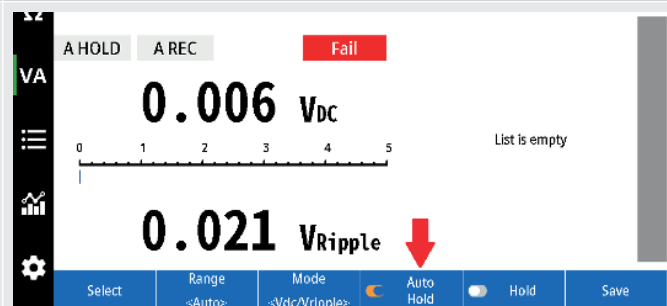 Ω
A HOLD A REC Fail
VA
0.006 VDC
0 1 2 3 4 5
List is empty
0.021 VRipple
Select
Range
<Auto>
Mode
<Vdc/Vripple>
Auto
Hold
Hold
Save